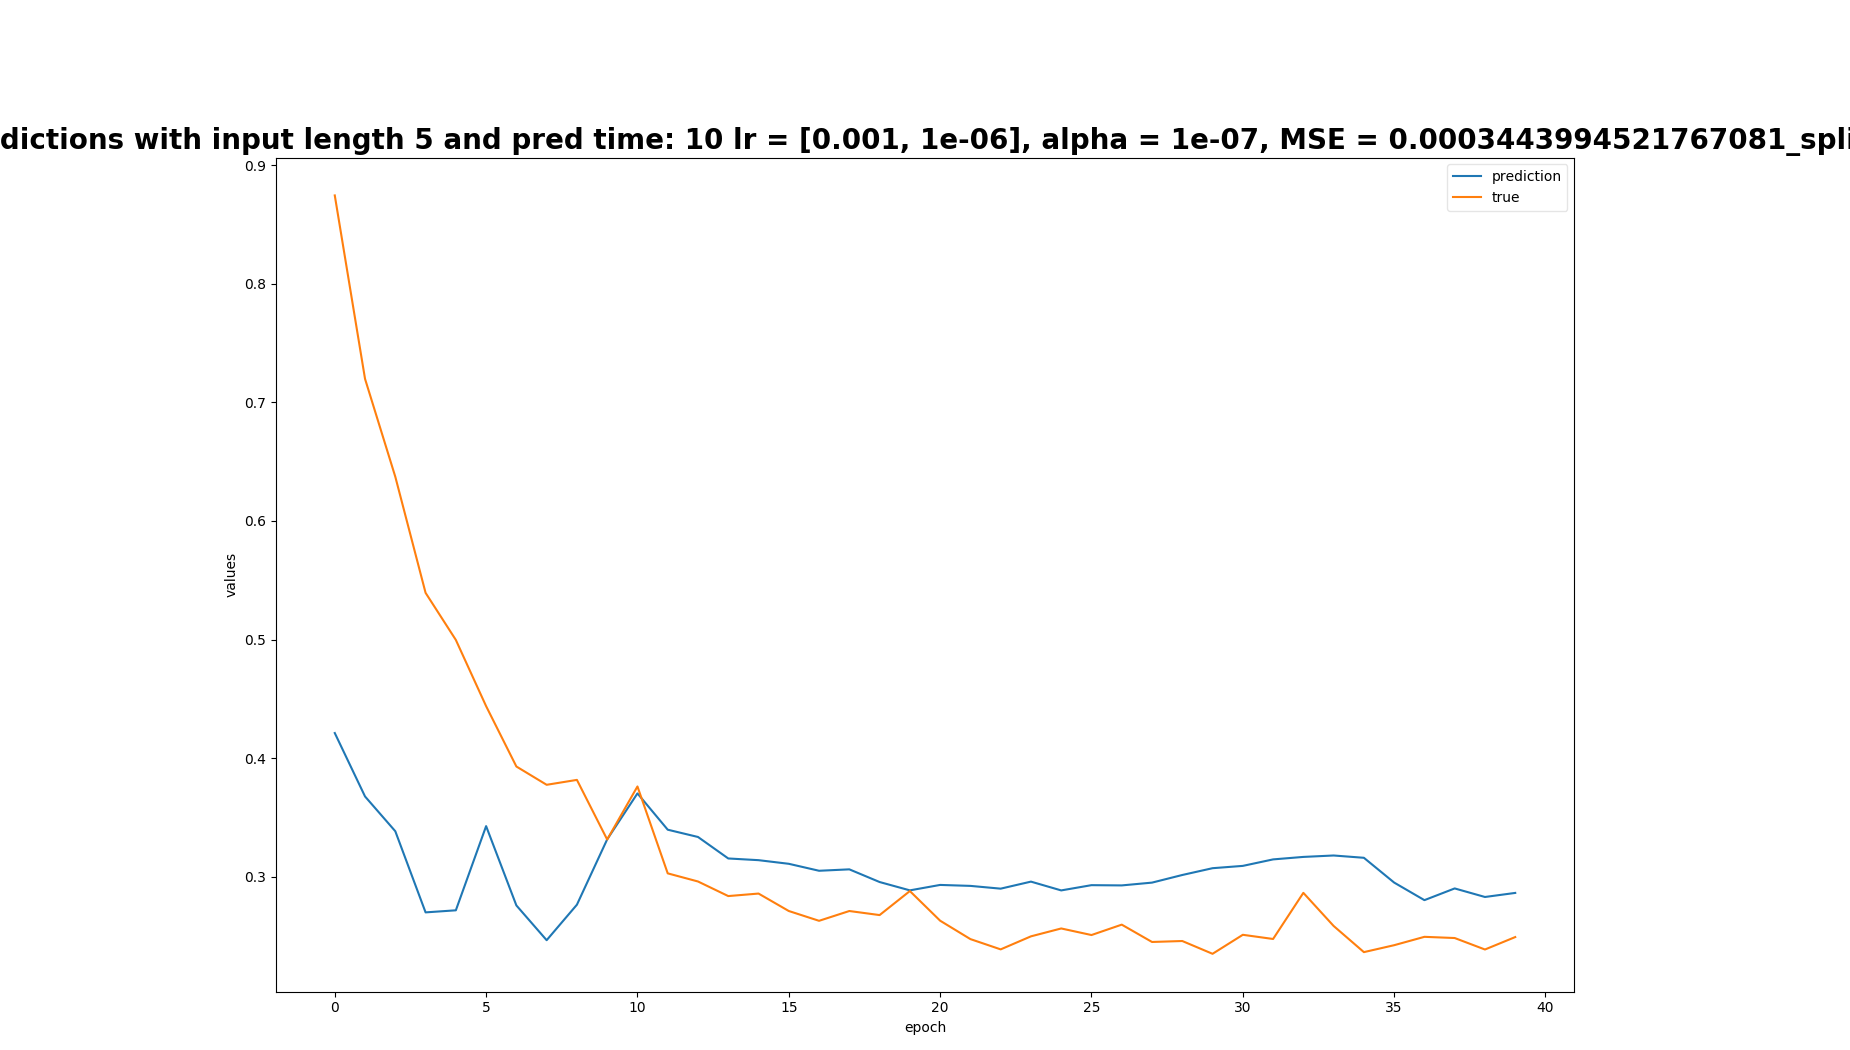 dictions with input length 5 and pred time: 10 lr = [0.001, 1e-06], alpha = 1e-07, MSE = 0.0003443994521767081_spli
prediction
true
0.9
0.8
0.7
0.6
0.5
0.4
0.3
values
0 5 10 15 20 25 30 35 40
epoch